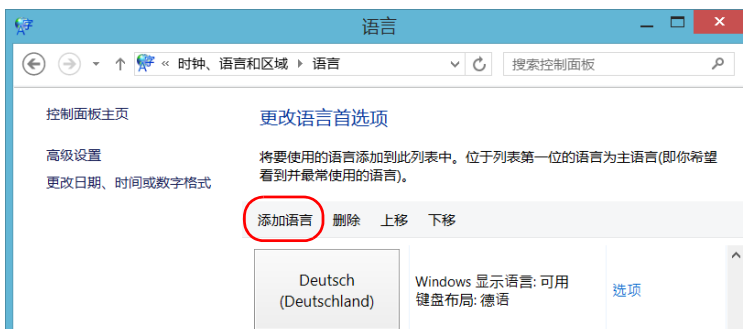 语言
« 时钟、语言和区域 ▸ 语言
搜索控制面板
控制面板主页
高级设置
更改日期、时间或数字格式
更改语言首选项
将要使用的语言添加到此列表中。位于列表第一位的语言为主语言(即你希望
看到并最常使用的语言)。
添加语言 删除 上移 下移
Deutsch
(Deutschland)
Windows 显示语言: 可用
键盘布局: 德语
选项